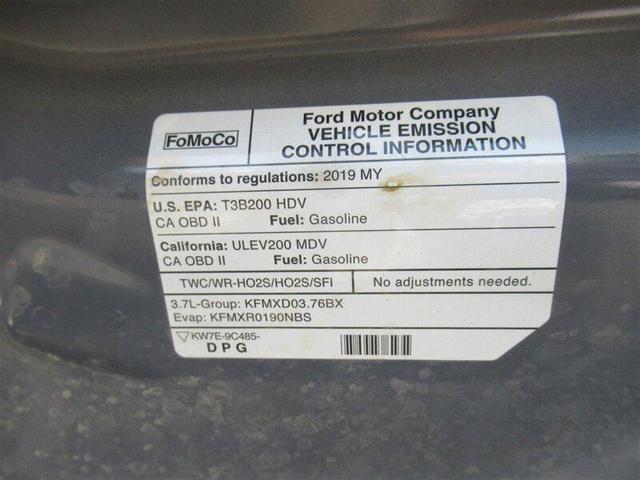 FoMoCo
Ford Motor Company
VEHICLE EMISSION
CONTROL INFORMATION
Conforms to regulations: 2019 MY
U.S. EPA: T3B200 HDV
CA OBD II Fuel: Gasoline
California: ULEV200 MDV
CA OBD II Fuel: Gasoline
TWC/WR-HO2S/HO2S/SFI No adjustments needed.
3.7L-Group: KFMXD03.76BX
Evap: KFMXR0190NBS
KW7E-9C485-
D P G